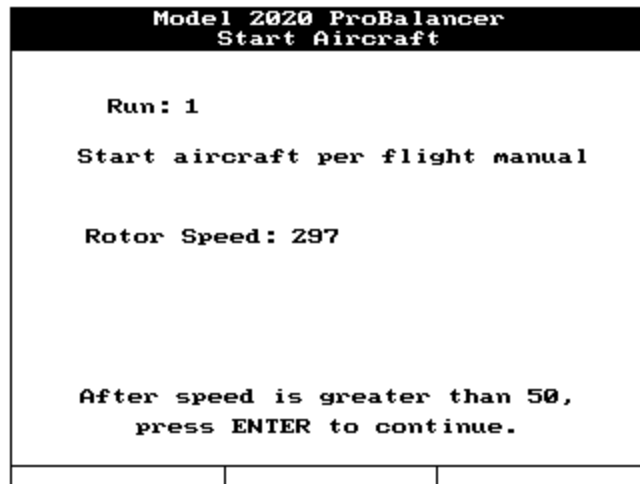 Model 2020 ProBalancer
Start Aircraft
Run: 1
Start aircraft per flight manual
Rotor Speed: 297
After speed is greater than 50,
press ENTER to continue.